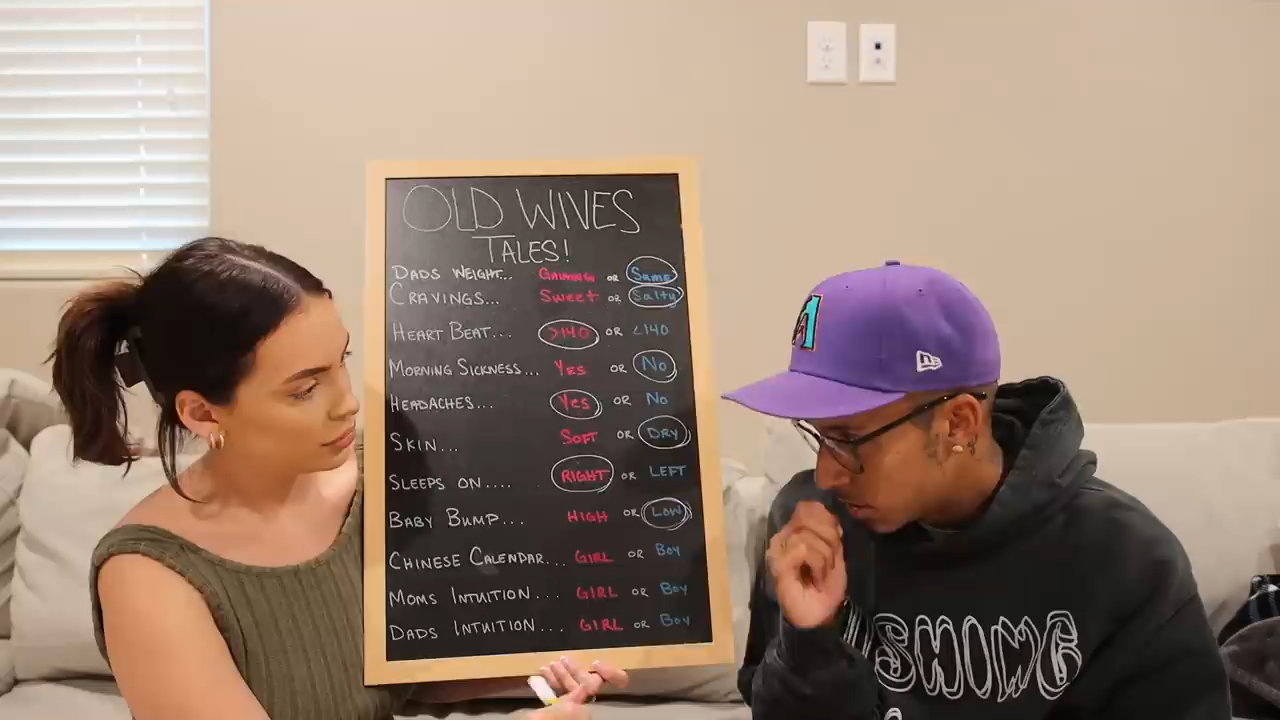 OLD WIVES
TALES!
DADS WEIGHT... GAINING OR Same
CRAVINGS... Sweet OR Salty
HEART BEAT... >140 OR <140
MORNING SICKNESS... YES OR No
HEADACHES... Yes OR No
SKIN... SOFT OR DRY
SLEEPS ON.... RIGHT OR LEFT
BABY BUMP... HIGH OR LOW
CHINESE CALENDAR... GIRL OR BOY
MOMS INTUITION.... GIRL OR BOY
DADS INTUITION.... GIRL OR BOY